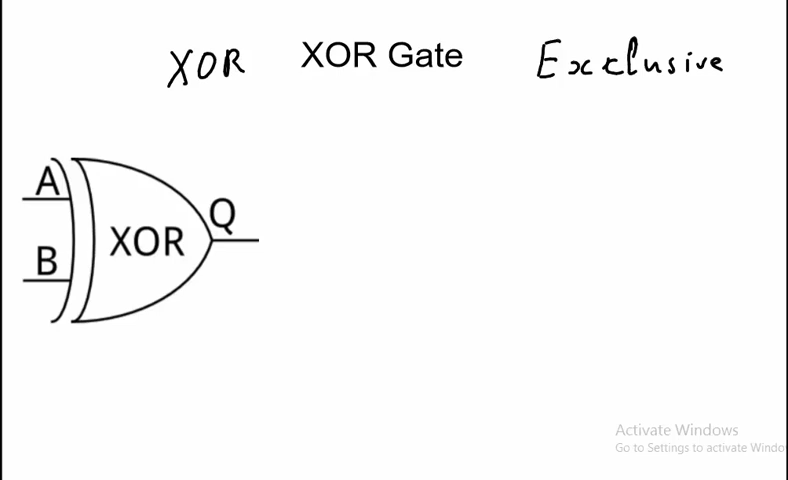 XOR XOR Gate Exclusive
A
Q
XOR
B
Activate Windows
Go to Settings to activate Windo